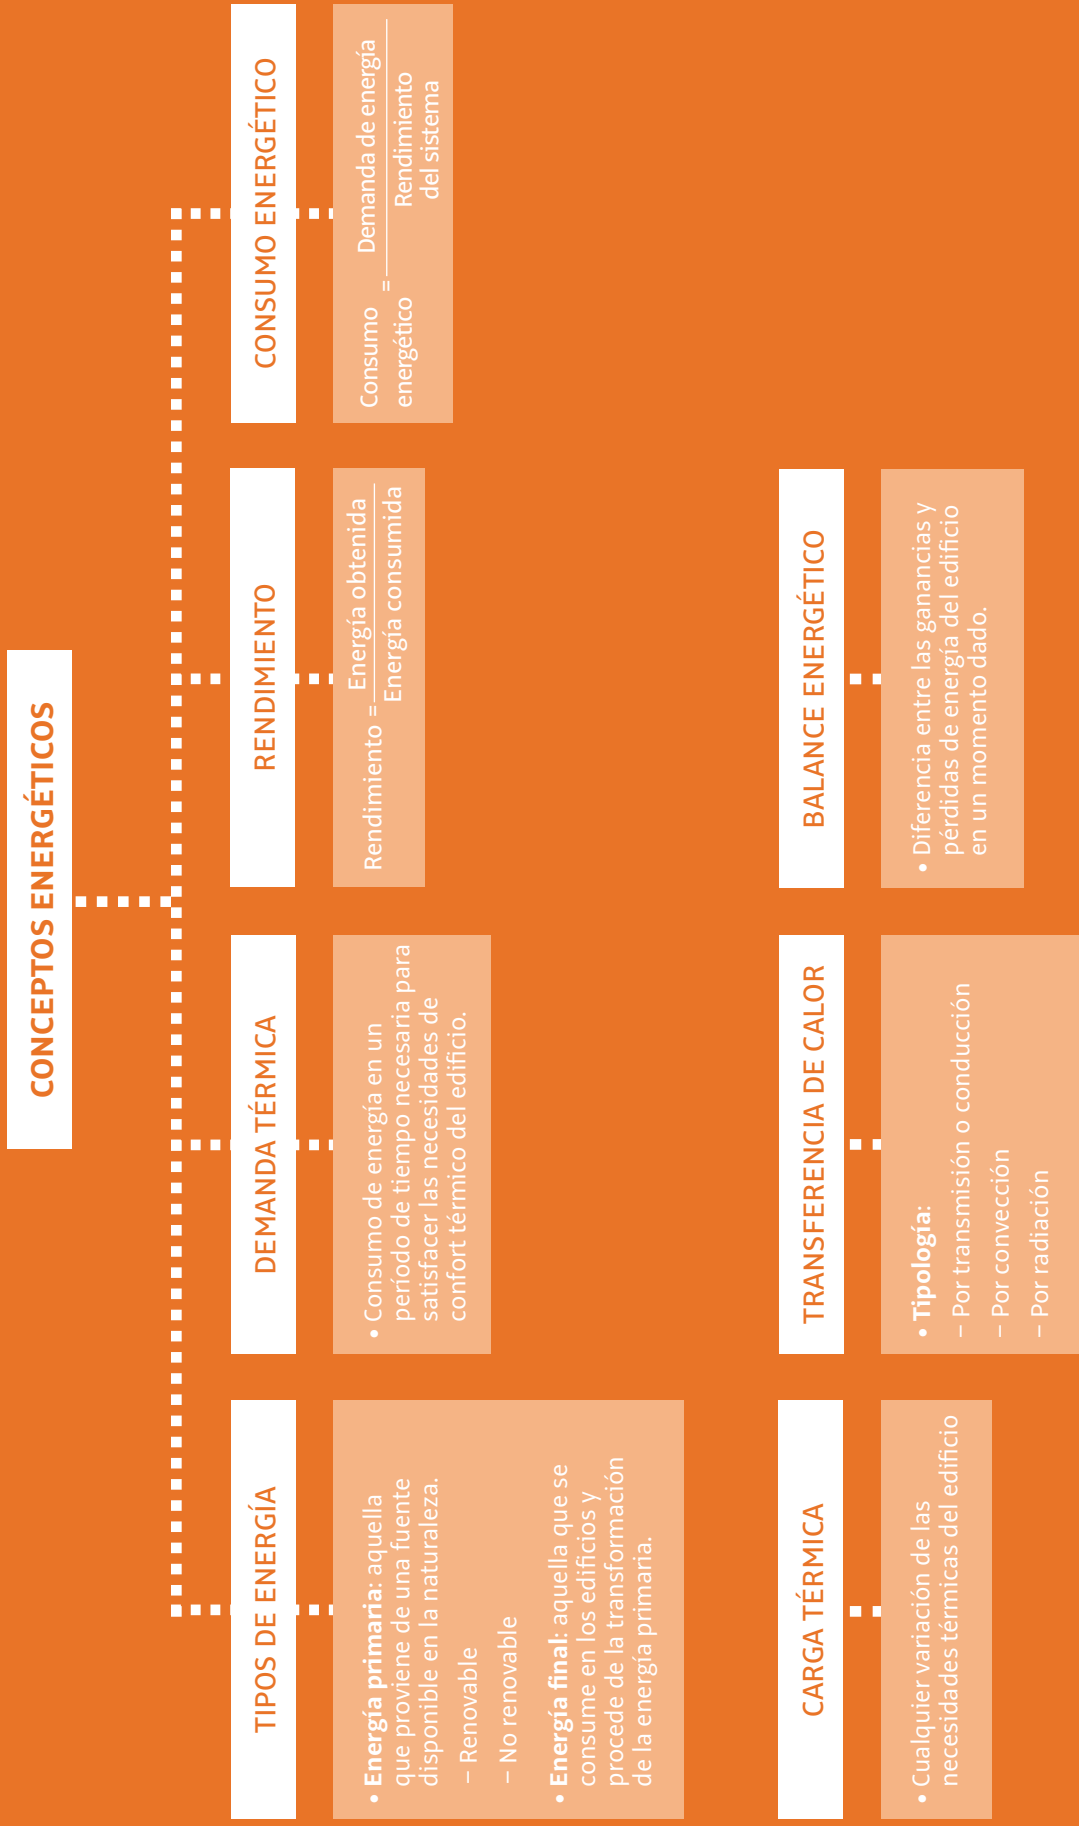 CONCEPTOS ENERGÉTICOS
TIPOS DE ENERGÍA
• Energía primaria: aquella
que proviene de una fuente
disponible en la naturaleza.
– Renovable
– No renovable
• Energía final: aquella que se
consume en los edificios y
procede de la transformación
de la energía primaria.
DEMANDA TÉRMICA
• Consumo de energía en un
período de tiempo necesaria para
satisfacer las necesidades de
confort térmico del edificio.
RENDIMIENTO
Rendimiento =
Energía obtenida
Energía consumida
CONSUMO ENERGÉTICO
Consumo
energético
=
Demanda de energía
Rendimiento
del sistema
CARGA TÉRMICA
• Cualquier variación de las
necesidades térmicas del edificio
TRANSFERENCIA DE CALOR
• Tipología:
– Por transmisión o conducción
– Por convección
– Por radiación
BALANCE ENERGÉTICO
• Diferencia entre las ganancias y
pérdidas de energía del edificio
en un momento dado.